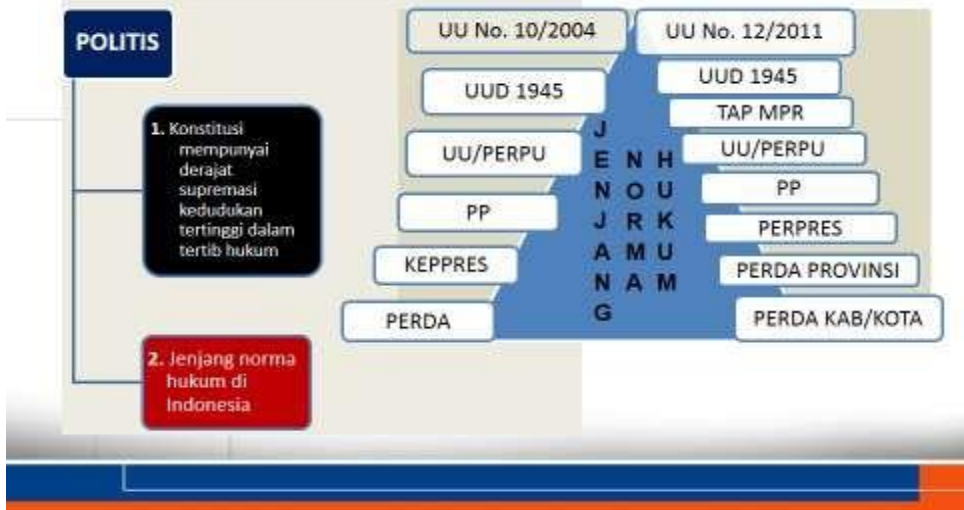 POLITIS
1. Konstitusi
mempunyai
derajat
supremasi
kedudukan
tertinggi dalam
tertib hukum
2. Jenjang norma
hukum di
Indonesia
UU No. 10/2004
UUD 1945
UU/PERPU
PP
KEPPRES
PERDA
JENJANG
NORMA
HUKUM
UU No. 12/2011
UUD 1945
TAP MPR
UU/PERPU
PP
PERPRES
PERDA PROVINSI
PERDA KAB/KOTA